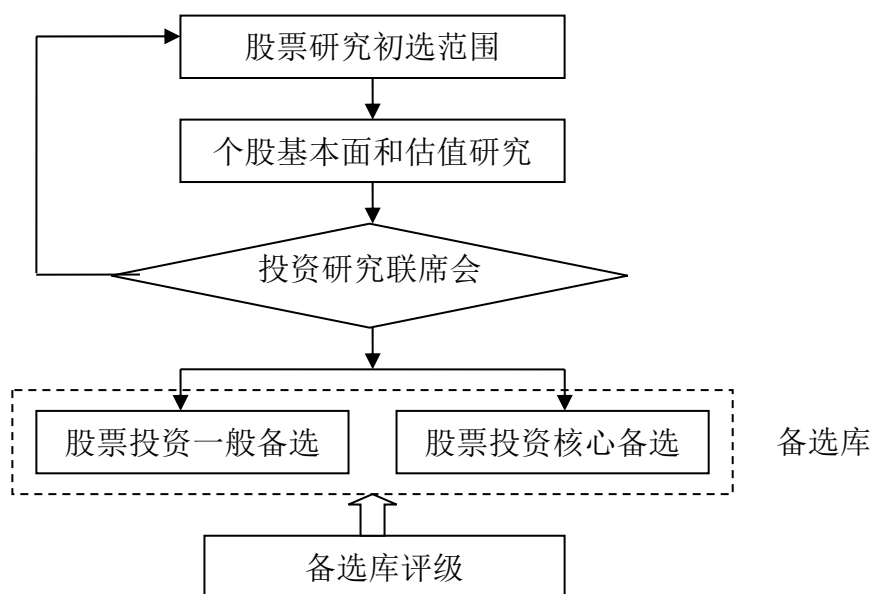 股票研究初选范围
个股基本面和估值研究
投资研究联席会
股票投资一般备选
股票投资核心备选
备选库
备选库评级